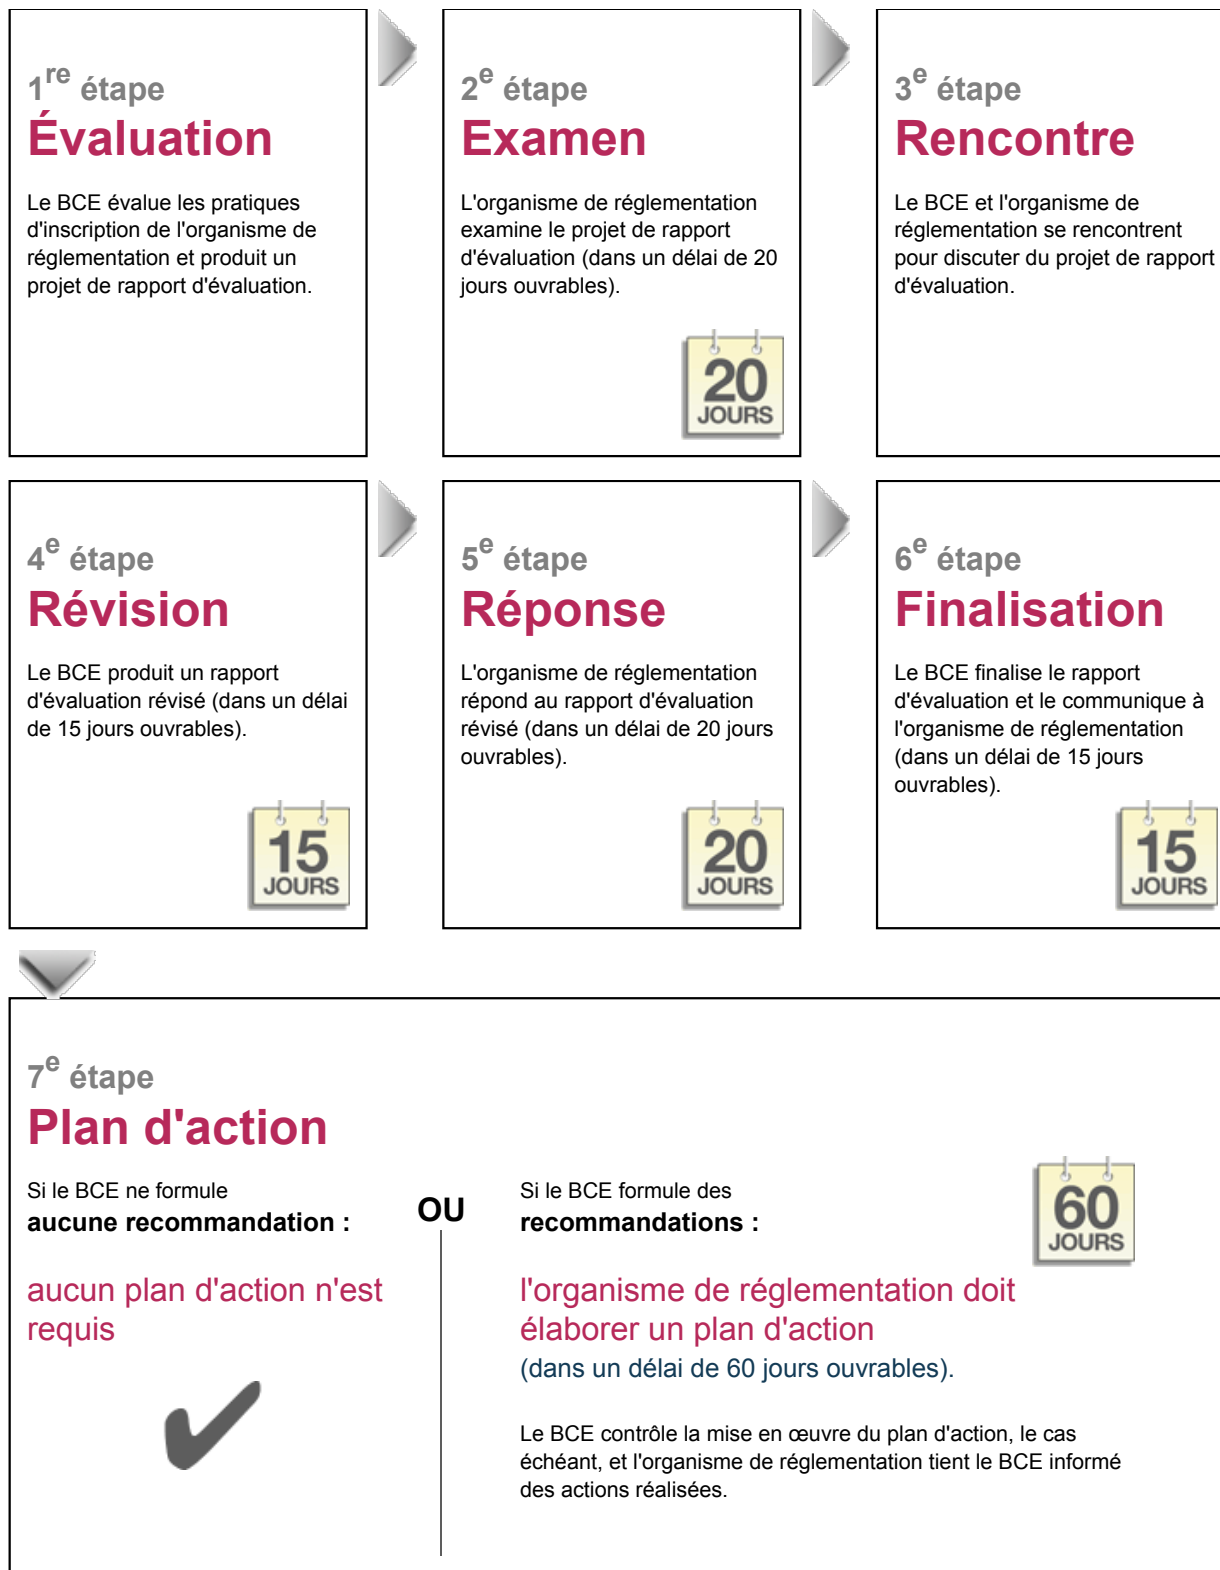 1re étape
Évaluation
Le BCE évalue les pratiques
d'inscription de l'organisme de
réglementation et produit un
projet de rapport d'évaluation.
2e étape
Examen
L'organisme de réglementation
examine le projet de rapport
d'évaluation (dans un délai de 20
jours ouvrables).
20
JOURS
3e étape
Rencontre
Le BCE et l'organisme de
réglementation se rencontrent
pour discuter du projet de rapport
d'évaluation.
4e étape
Révision
Le BCE produit un rapport
d'évaluation révisé (dans un délai
de 15 jours ouvrables).
15
JOURS
5e étape
Réponse
L'organisme de réglementation
répond au rapport d'évaluation
révisé (dans un délai de 20 jours
ouvrables).
20
JOURS
6e étape
Finalisation
Le BCE finalise le rapport
d'évaluation et le communique à
l'organisme de réglementation
(dans un délai de 15 jours
ouvrables).
15
JOURS
7e étape
Plan d'action
Si le BCE ne formule
aucune recommandation :
aucun plan d'action n'est
requis
OU
Si le BCE formule des
recommandations :
60
JOURS
l'organisme de réglementation doit
élaborer un plan d'action
(dans un délai de 60 jours ouvrables).
Le BCE contrôle la mise en œuvre du plan d'action, le cas
échéant, et l'organisme de réglementation tient le BCE informé
des actions réalisées.